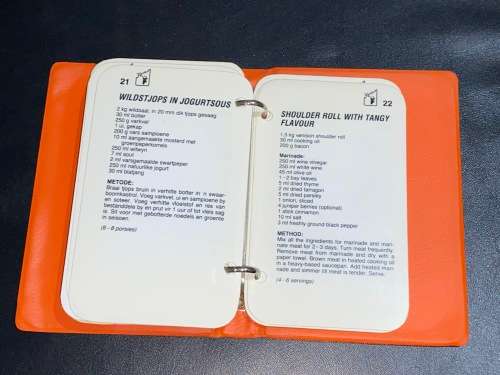 21
WILDSTJOPS IN JOGURTSOUS
2 kg wildsaal, in 20 mm dik tjops gesaag
30 ml botter
250 g varkvel
1 ui, gekap
200 g vars sampioene
10 ml aangemaakte mosterd met
groenpeperkorrels
250 ml witwyn
7 ml sout
2 ml varsgemaalde swartpeper
250 ml natuurlike jogurt
30 ml blatjang
METODE:
Braai tjops bruin in verhitte botter in 'n swaar-
boomkastrol. Voeg varkvet, ui en sampioene by
en soteer. Voeg verhitte vloeistof en res van
bestanddele by en prut vir 1 uur of tot vleis sag
is. Sit voor met gebotterde noedels en groente
in seisoen.
(6 - 8 porsies)
22
SHOULDER ROLL WITH TANGY
FLAVOUR
1,5 kg venison shoulder roll
30 ml cooking oil
200 g bacon
Marinade:
250 ml wine vinegar
250 ml white wine
45 ml olive oil
1 - 2 bay leaves
5 ml dried thyme
2 ml dried tarragon
5 ml dried parsley
1 onion, sliced
4 juniper berries (optional)
1 stick cinnamon
10 ml salt
3 ml freshly ground black pepper
METHOD:
Mix all the ingredients for marinade and mari-
nate meat for 2 - 3 days. Turn meat frequently.
Remove meat from marinade and dry with a
paper towel. Brown meat in heated cooking oil
in a heavy-based saucepan. Add heated mari-
nade and simmer till meat is tender. Serve.
(4 - 6 servings)